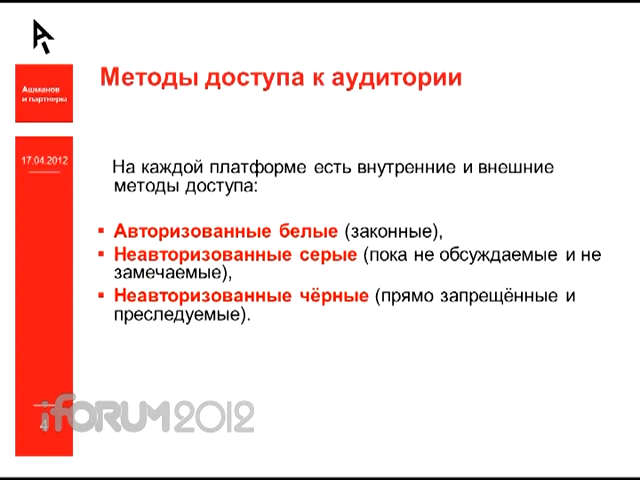 Ашманов
и партнеры
Методы доступа к аудитории
17.04.2012
На каждой платформе есть внутренние и внешние
методы доступа:
Авторизованные белые (законные),
Неавторизованные серые (пока не обсуждаемые и не
замечаемые),
Неавторизованные чёрные (прямо запрещённые и
преследуемые).
4
iFORUM2012